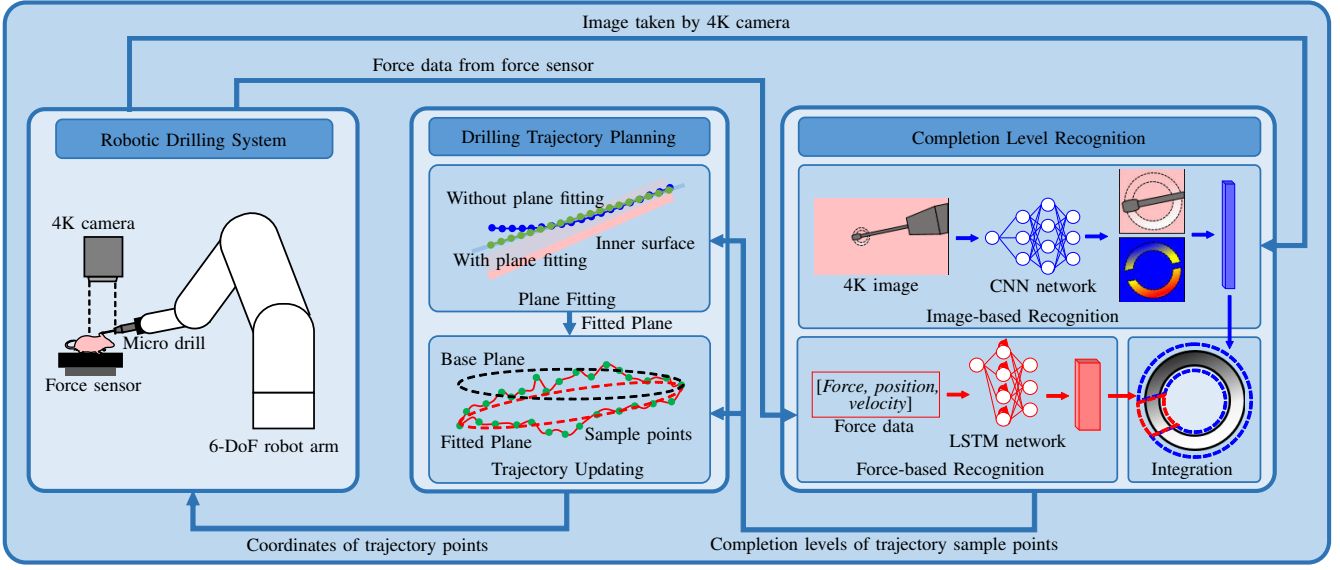 Image taken by 4K camera
Force data from force sensor
Robotic Drilling System
4K camera
Micro drill
Force sensor
6-DoF robot arm
Drilling Trajectory Planning
Without plane fitting
Inner surface
With plane fitting
Plane Fitting
Fitted Plane
Base Plane
Fitted Plane
Sample points
Trajectory Updating
Completion Level Recognition
4K image
CNN network
Image-based Recognition
[Force, position,
velocity]
Force data
LSTM network
Force-based Recognition
Integration
Coordinates of trajectory points
Completion levels of trajectory sample points